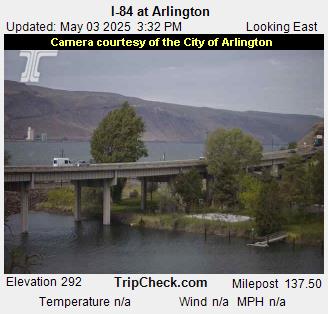 I-84 at Arlington
Updated: May 03 2025 3:32 PM Looking East
Camera courtesy of the City of Arlington
Elevation 292 TripCheck.com Milepost 137.50
Temperature n/a Wind n/a MPH n/a